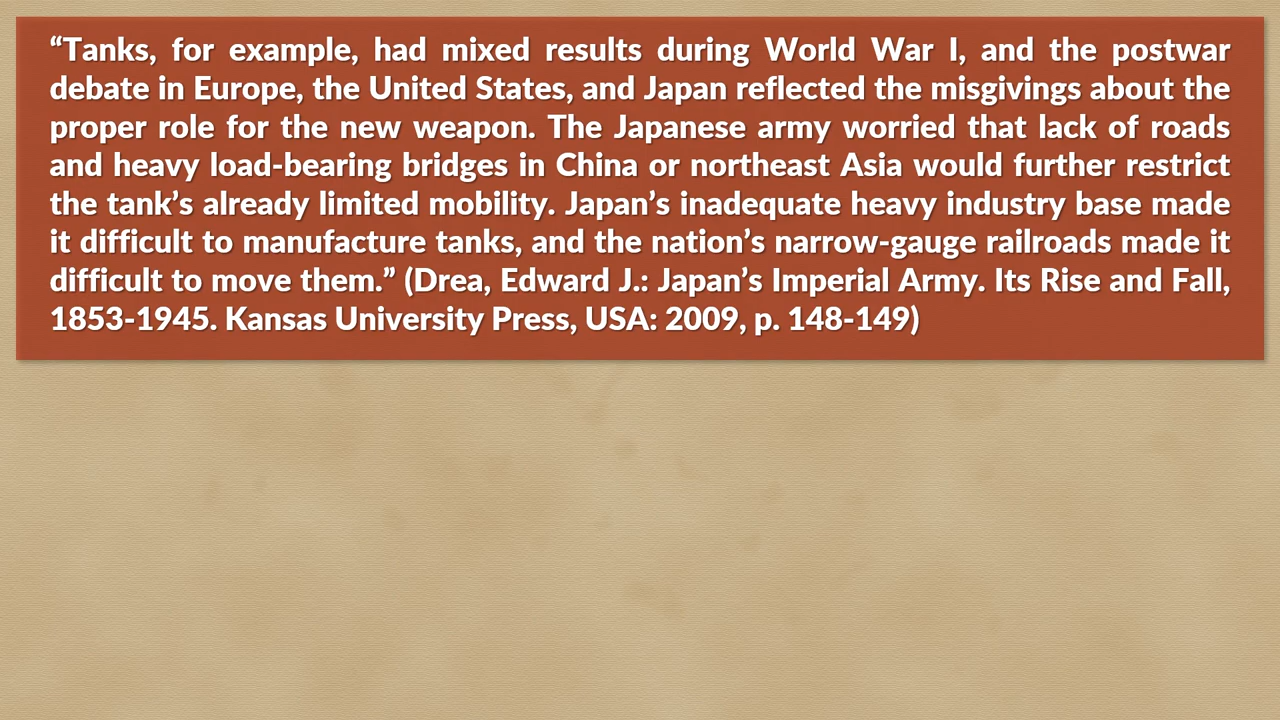 “Tanks, for example, had mixed results during World War I, and the postwar
debate in Europe, the United States, and Japan reflected the misgivings about the
proper role for the new weapon. The Japanese army worried that lack of roads
and heavy load-bearing bridges in China or northeast Asia would further restrict
the tank’s already limited mobility. Japan’s inadequate heavy industry base made
it difficult to manufacture tanks, and the nation’s narrow-gauge railroads made it
difficult to move them.” (Drea, Edward J.: Japan’s Imperial Army. Its Rise and Fall,
1853-1945. Kansas University Press, USA: 2009, p. 148-149)